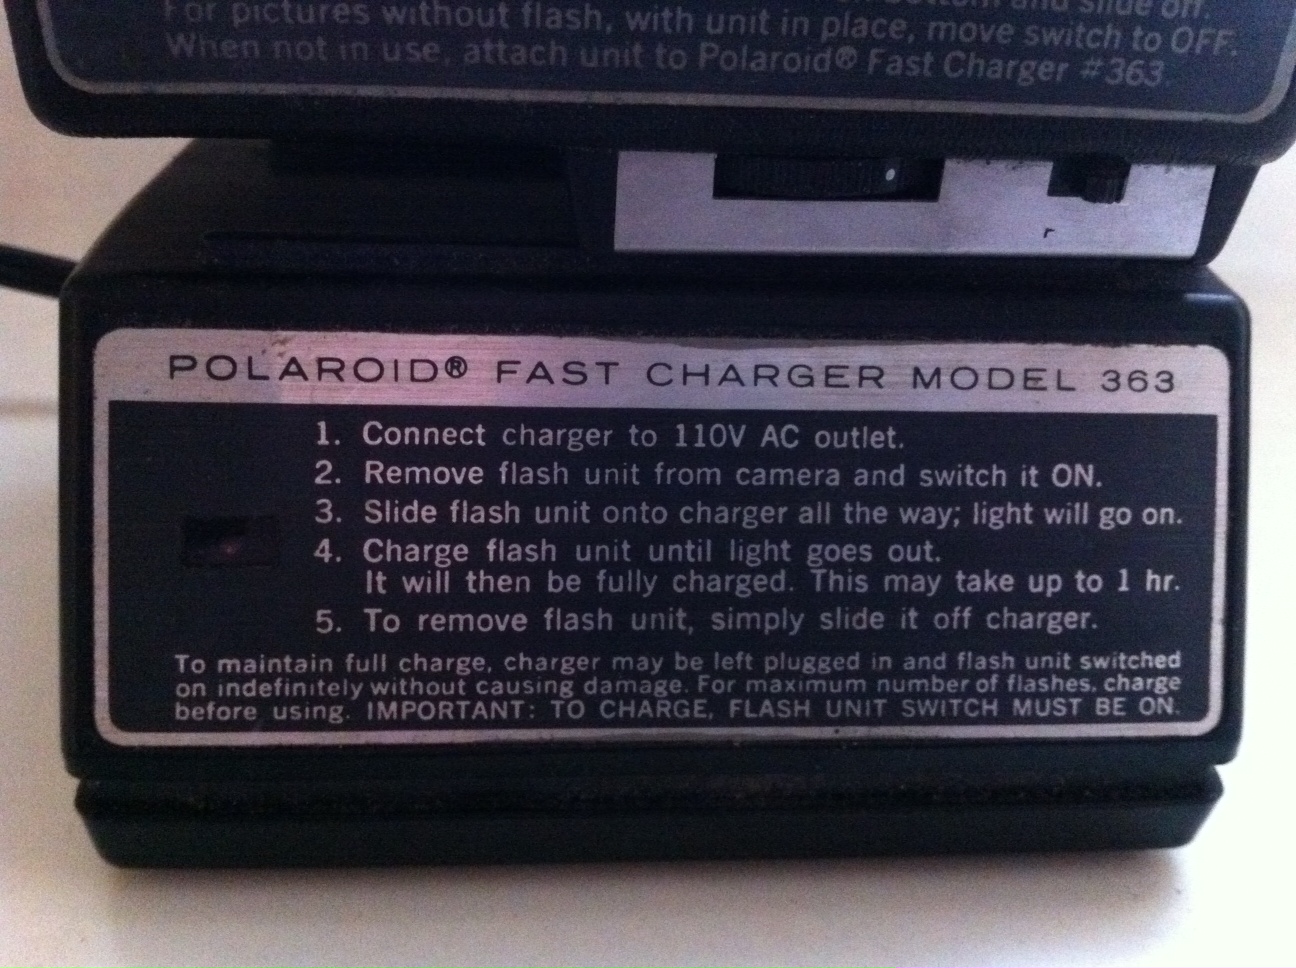 bottom and slide off.
For pictures without flash, with unit in place, move switch to OFF.
When not in use, attach unit to Polaroid® Fast Charger #363.
POLAROID® FAST CHARGER MODEL 363
1. Connect charger to 110V AC outlet.
2. Remove flash unit from camera and switch it ON.
3. Slide flash unit onto charger all the way; light will go on.
4. Charge flash unit until light goes out.
It will then be fully charged. This may take up to 1 hr.
5. To remove flash unit, simply slide it off charger.
To maintain full charge, charger may be left plugged in and flash unit switched
on indefinitely without causing damage. For maximum number of flashes, charge
before using. IMPORTANT: TO CHARGE, FLASH UNIT SWITCH MUST BE ON.